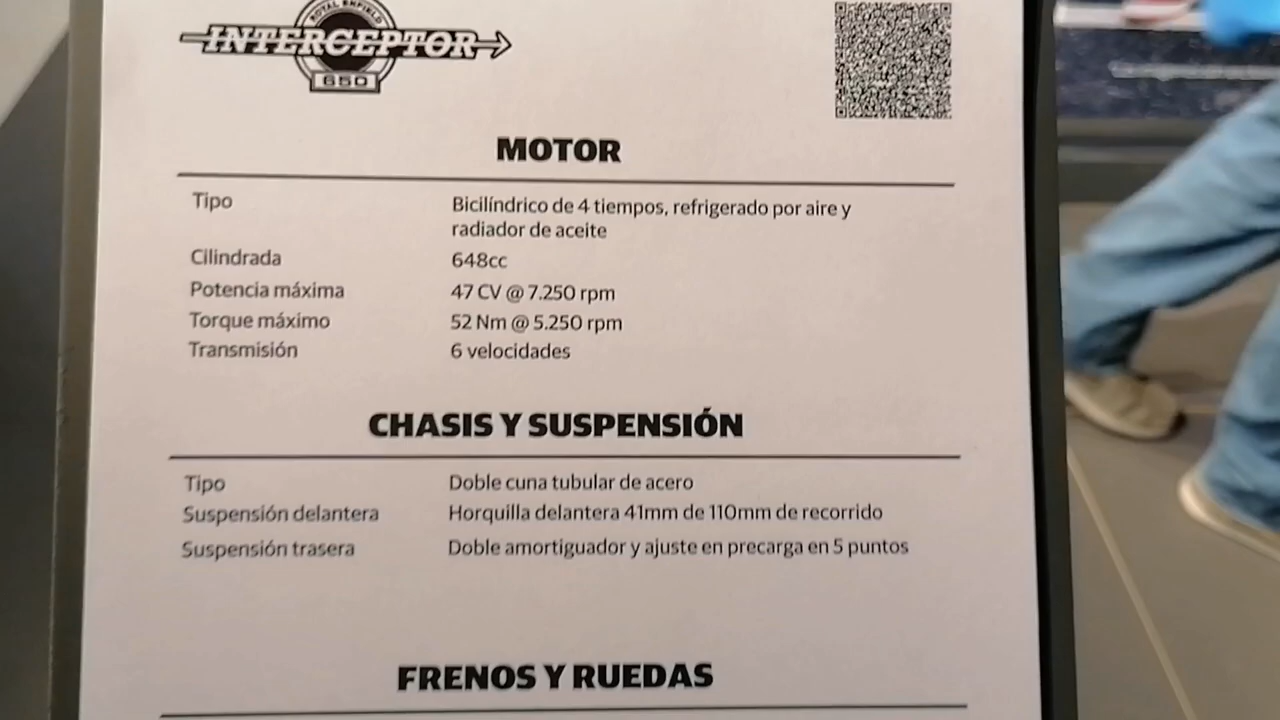 ROYAL ENFIELD
INTERCEPTOR
650
MOTOR
Tipo Bicilíndrico de 4 tiempos, refrigerado por aire y
radiador de aceite
Cilindrada 648cc
Potencia máxima 47 CV @ 7.250 rpm
Torque máximo 52 Nm @ 5.250 rpm
Transmisión 6 velocidades
CHASIS Y SUSPENSIÓN
Tipo Doble cuna tubular de acero
Suspensión delantera Horquilla delantera 41mm de 110mm de recorrido
Suspensión trasera Doble amortiguador y ajuste en precarga en 5 puntos
FRENOS Y RUEDAS